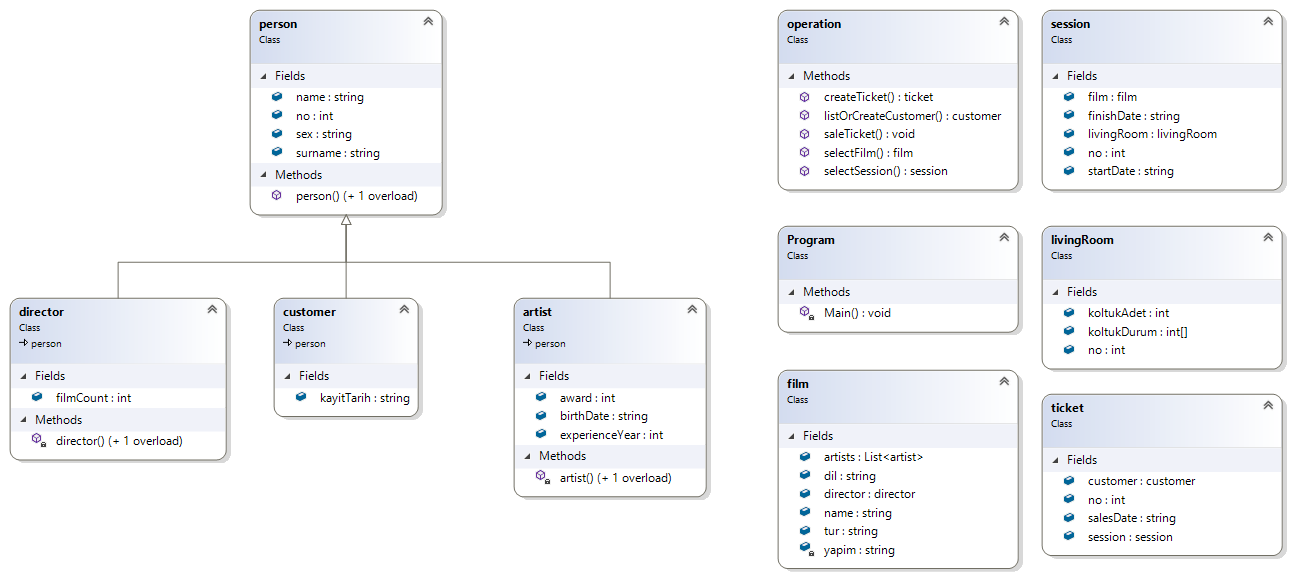 person
Class
Fields
name : string
no : int
sex : string
surname : string
Methods
person() (+ 1 overload)
director
Class
person
Fields
filmCount : int
Methods
director() (+ 1 overload)
customer
Class
person
Fields
kayitTarih : string
artist
Class
person
Fields
award : int
birthDate : string
experienceYear : int
Methods
artist() (+ 1 overload)
operation
Class
Methods
createTicket() : ticket
listOrCreateCustomer() : customer
saleTicket() : void
selectFilm() : film
selectSession() : session
Program
Class
Methods
Main() : void
film
Class
Fields
artists : List<artist>
dil : string
director : director
name : string
tur : string
yapim : string
session
Class
Fields
film : film
finishDate : string
livingRoom : livingRoom
no : int
startDate : string
livingRoom
Class
Fields
koltukAdet : int
koltukDurum : int[]
no : int
ticket
Class
Fields
customer : customer
no : int
salesDate : string
session : session